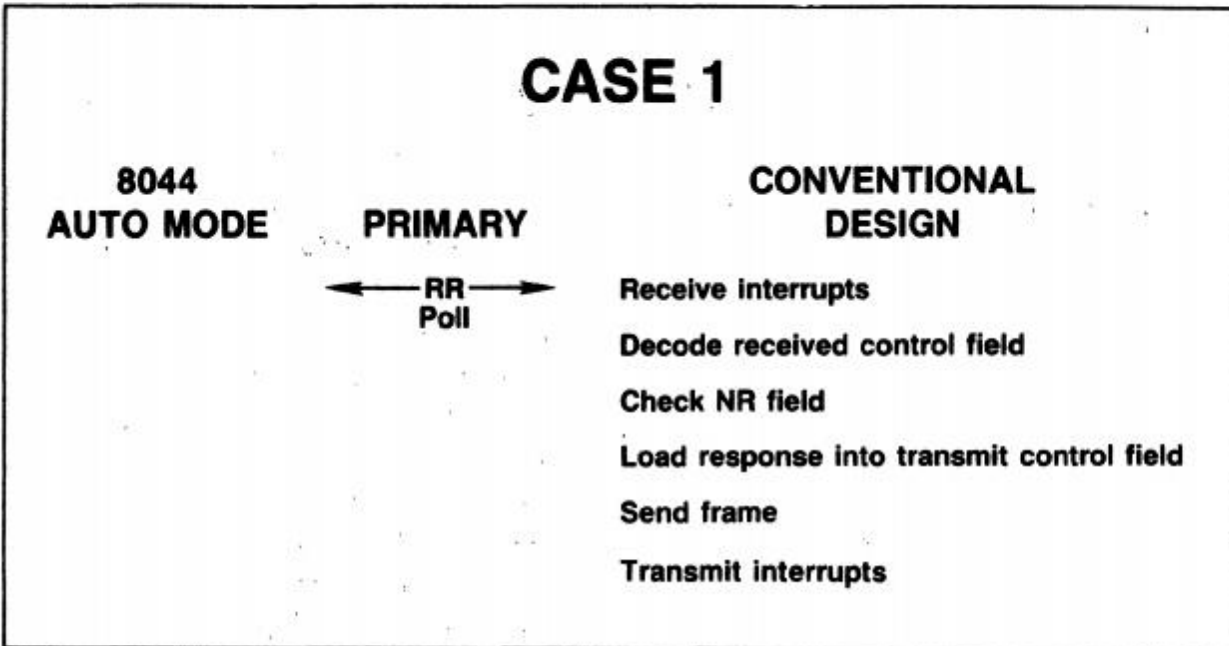 CASE 1
8044
AUTO MODE
PRIMARY
CONVENTIONAL
DESIGN
RR
Poll
Receive interrupts
Decode received control field
Check NR field
Load response into transmit control field
Send frame
Transmit interrupts